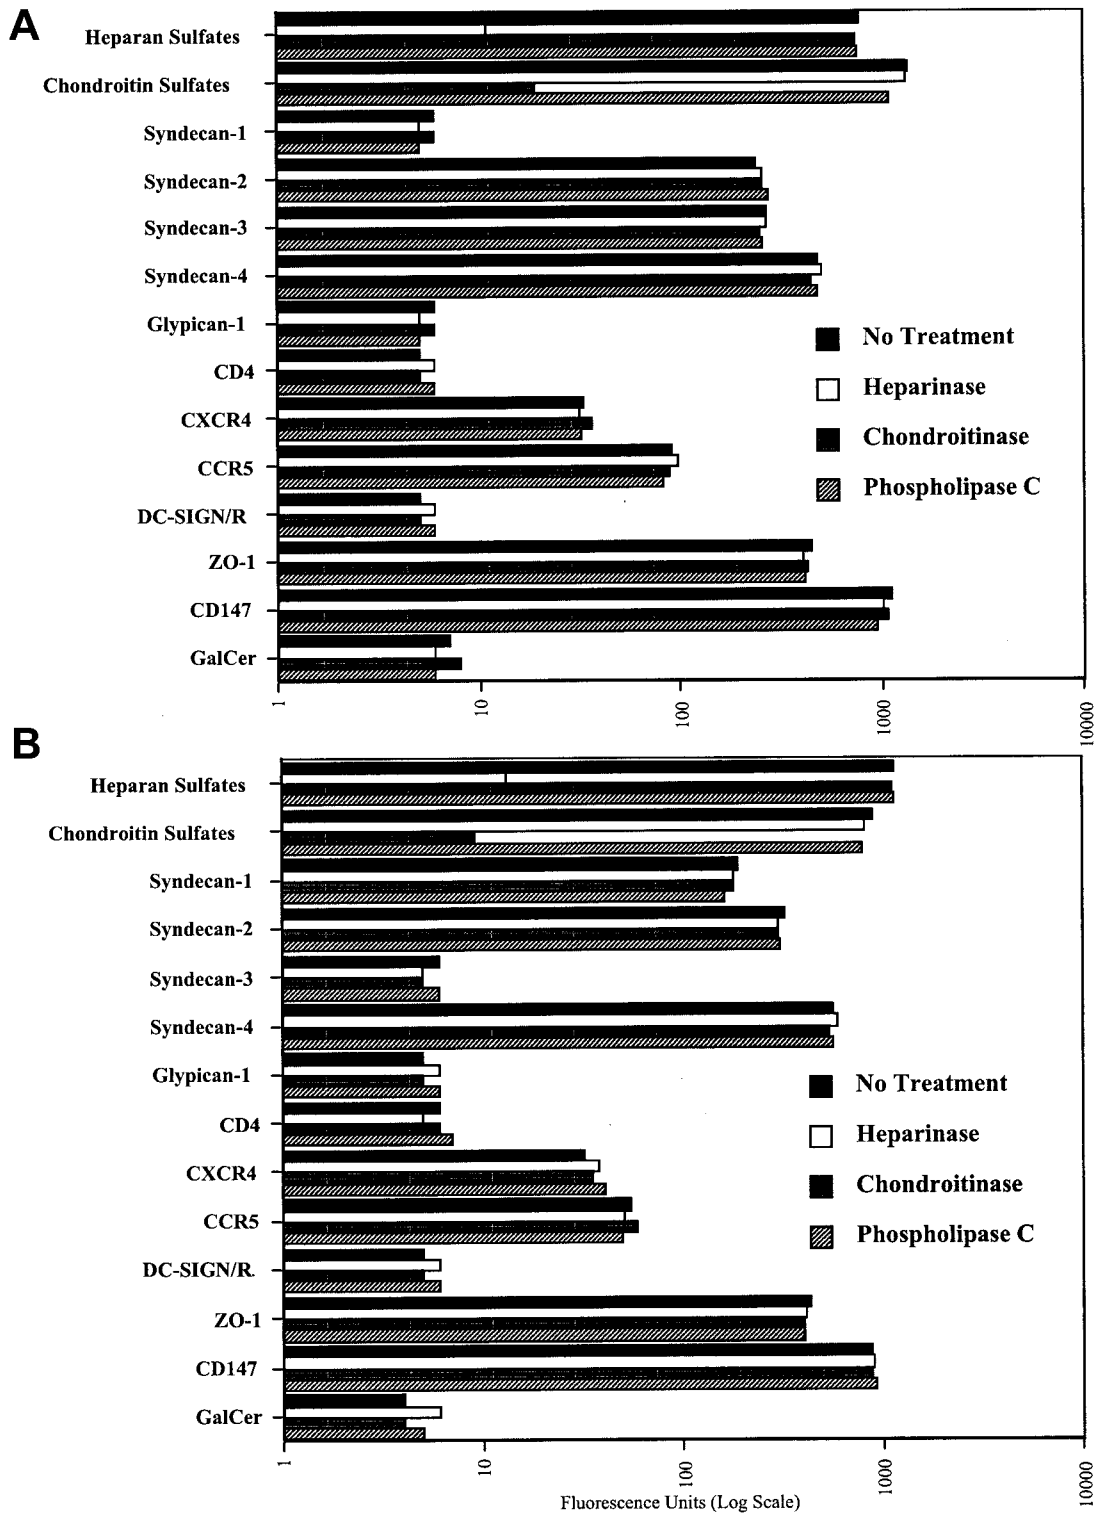 A
Heparan Sulfates
Chondroitin Sulfates
Syndecan-1
Syndecan-2
Syndecan-3
Syndecan-4
Glypican-1
CD4
CXCR4
CCR5
DC-SIGN/R
ZO-1
CD147
GalCer
No Treatment
Heparinase
Chondroitinase
Phospholipase C
1 10 100 1000 10000
B
Heparan Sulfates
Chondroitin Sulfates
Syndecan-1
Syndecan-2
Syndecan-3
Syndecan-4
Glypican-1
CD4
CXCR4
CCR5
DC-SIGN/R
ZO-1
CD147
GalCer
No Treatment
Heparinase
Chondroitinase
Phospholipase C
1 10 100 1000 10000
Fluorescence Units (Log Scale)